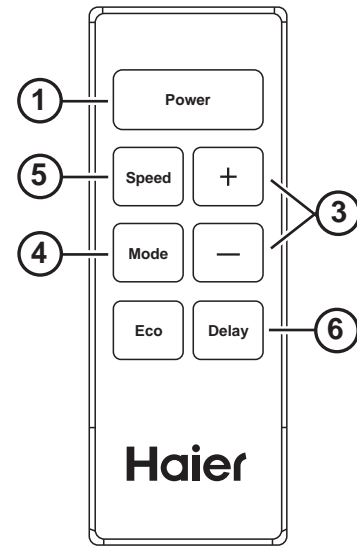 1 Power
5 Speed + 3
4 Mode —
Eco Delay 6
Haier